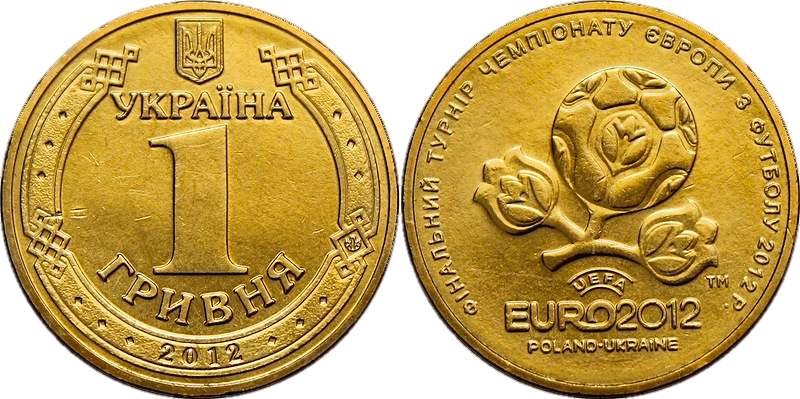 УКРАЇНА
1
ГРИВНЯ
2012
ФІНАЛЬНИЙ ТУРНІР ЧЕМПІОНАТУ ЄВРОПИ З ФУТБОЛУ 2012 Р.
UEFA
TM
EURO2012
POLAND-UKRAINE